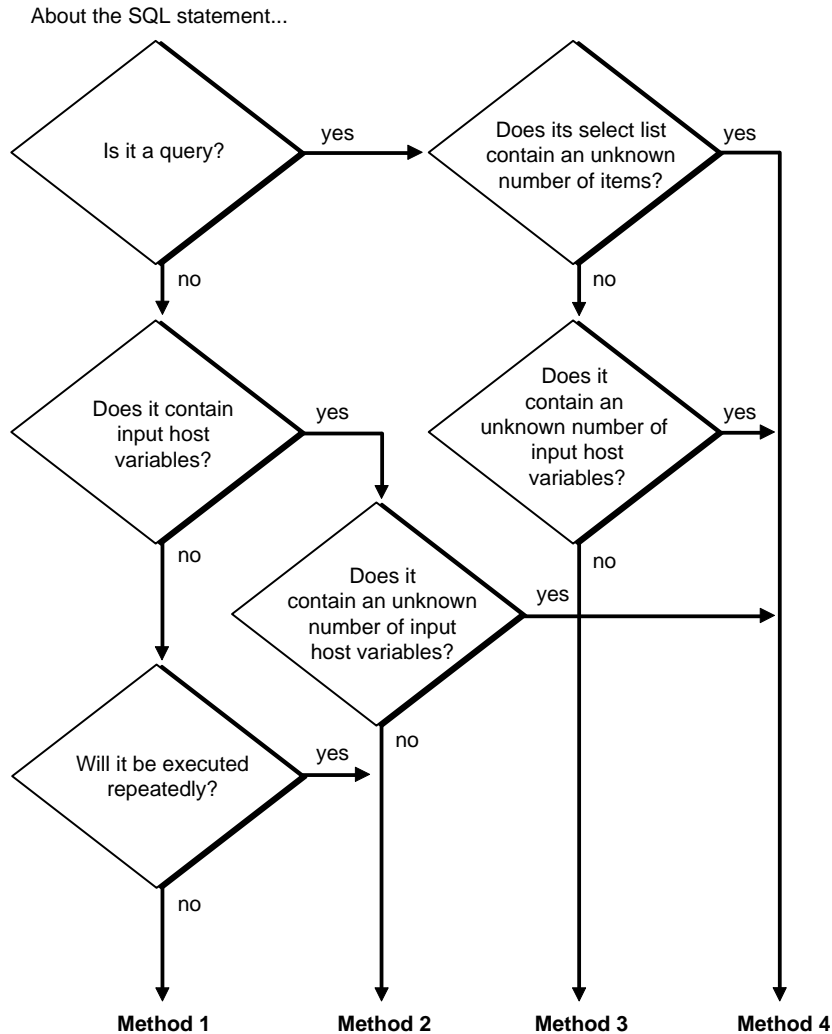 About the SQL statement...
Is it a query?
yes
Does its select list
contain an unknown
number of items?
yes
no
no
Does it contain
input host
variables?
yes
Does it
contain an
unknown number of
input host
variables?
yes
no
no
Does it
contain an unknown
number of input
host variables?
yes
no
Will it be executed
repeatedly?
yes
no
Method 1
Method 2
Method 3
Method 4